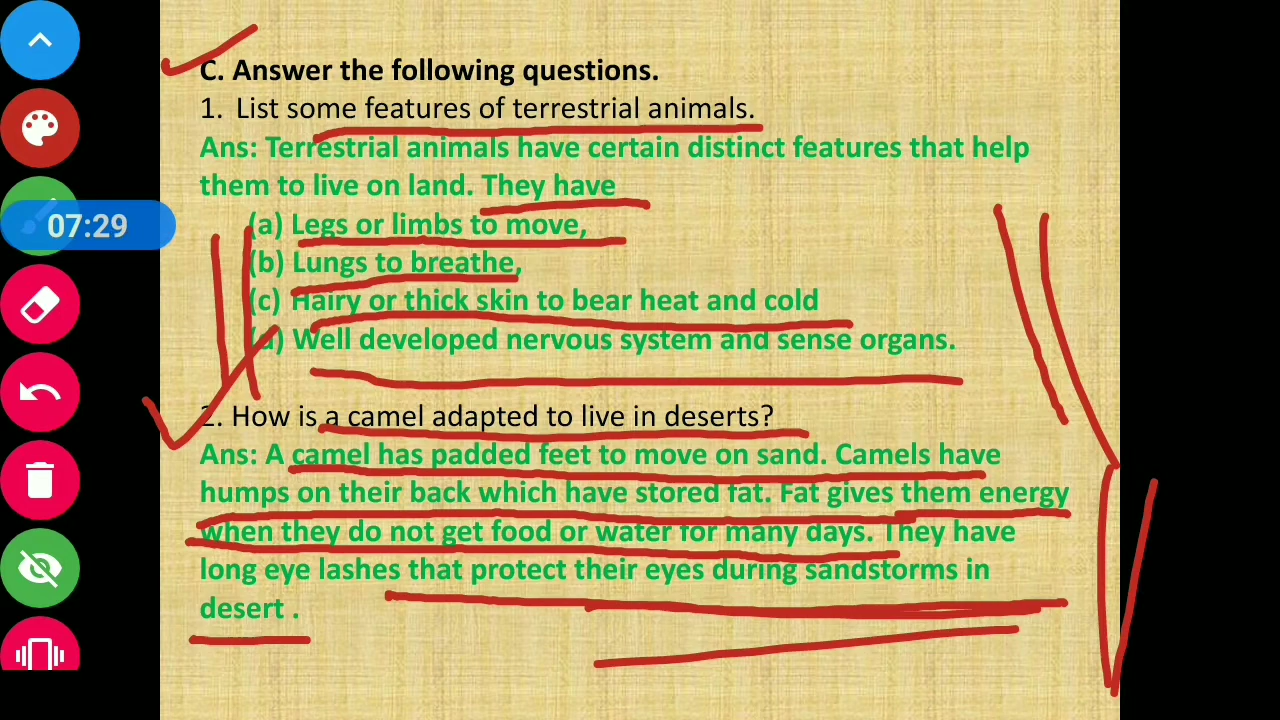 C. Answer the following questions.
1. List some features of terrestrial animals.
Ans: Terrestrial animals have certain distinct features that help
them to live on land. They have
07:29
(a) Legs or limbs to move,
(b) Lungs to breathe,
(c) Hairy or thick skin to bear heat and cold
(d) Well developed nervous system and sense organs.
2. How is a camel adapted to live in deserts?
Ans: A camel has padded feet to move on sand. Camels have
humps on their back which have stored fat. Fat gives them energy
when they do not get food or water for many days. They have
long eye lashes that protect their eyes during sandstorms in
desert .